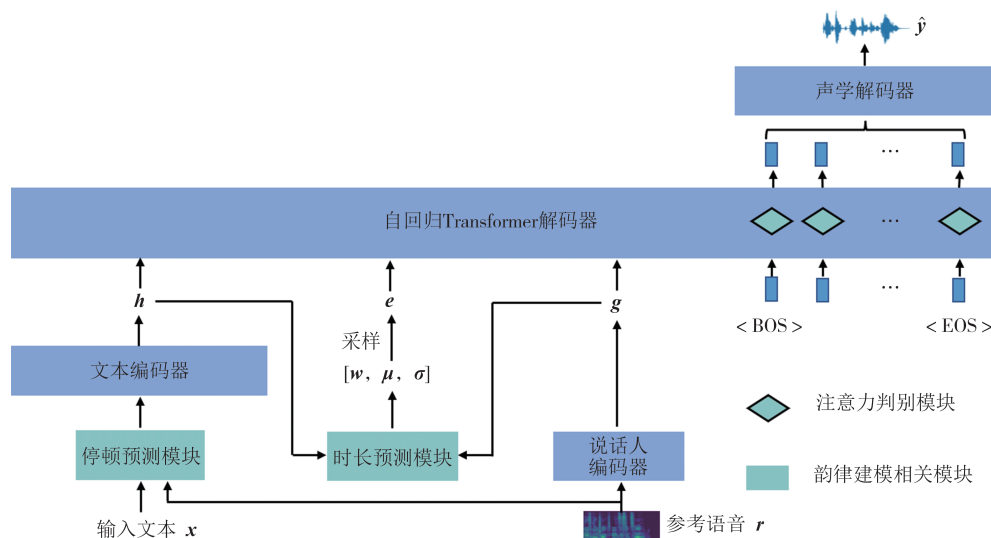 ŷ
声学解码器
…
自回归Transformer解码器
…
h
e
g
…
< BOS >
< EOS >
采样
[w, μ, σ]
文本编码器
注意力判别模块
停顿预测模块
时长预测模块
说话人
编码器
韵律建模相关模块
输入文本 x
参考语音 r